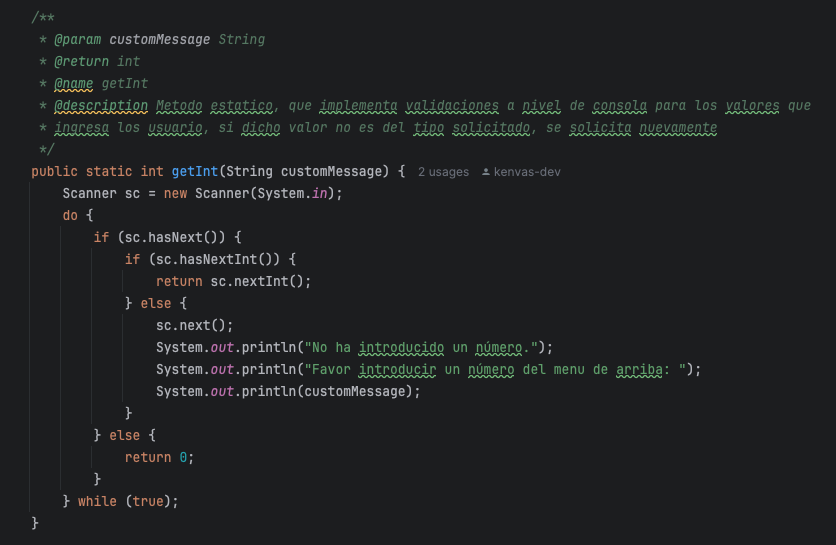 /**
 * @param customMessage String
 * @return int
 * @name getInt
 * @description Metodo estatico, que implementa validaciones a nivel de consola para los valores que
 * ingresa los usuario, si dicho valor no es del tipo solicitado, se solicita nuevamente
 */
public static int getInt(String customMessage) { 2 usages kenvas-dev
    Scanner sc = new Scanner(System.in);
    do {
        if (sc.hasNext()) {
            if (sc.hasNextInt()) {
                return sc.nextInt();
            } else {
                sc.next();
                System.out.println("No ha introducido un número.");
                System.out.println("Favor introducir un número del menu de arriba: ");
                System.out.println(customMessage);
            }
        } else {
            return 0;
        }
    } while (true);
}